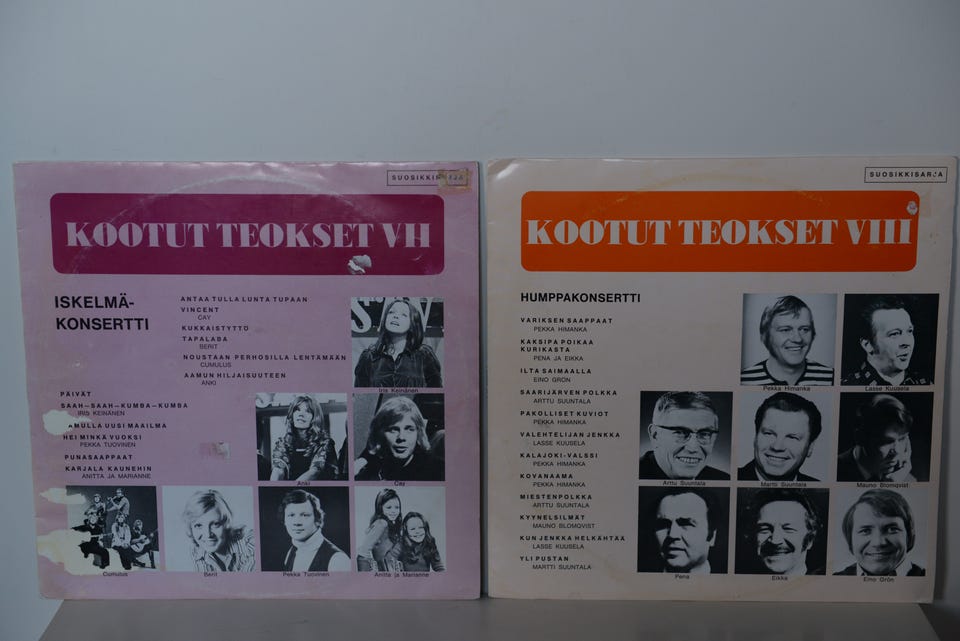 SUOSIKKISARJA
KOOTUT TEOKSET VII
ISKELMÄ-
KONSERTTI
ANTAA TULLA LUNTA TUPAAN
VINCENT
CAY
KUKKAISTYTTÖ
TAPALABA
BERIT
NOUSTAAN PERHOSILLA LENTÄMÄÄN
CUMULUS
AAMUN HILJAISUUTEEN
ANKI
PÄIVÄT
SAAH–SAAH–KUMBA–KUMBA
IRIS KEINÄNEN
AMULLA UUSI MAAILMA
HEI MINKÄ VUOKSI
PEKKA TUOVINEN
PUNASAAPPAAT
KARJALA KAUNEHIN
ANITTA JA MARIANNE
Iris Keinänen
Anki
Cay
Cumulus
Berit
Pekka Tuovinen
Anitta ja Marianne
SUOSIKKISARJA
KOOTUT TEOKSET VIII
HUMPPAKONSERTTI
VARIKSEN SAAPPAAT
PEKKA HIMANKA
KAKSIPA POIKAA
KURIKASTA
PENA JA EIKKA
ILTA SAIMAALLA
EINO GRÖN
SAARIJÄRVEN POLKKA
ARTTU SUUNTALA
PAKOLLISET KUVIOT
PEKKA HIMANKA
VALEHTELIJAN JENKKA
LASSE KUUSELA
KALAJOKI-VALSSI
PEKKA HIMANKA
KOVANAAMA
PEKKA HIMANKA
MIESTENPOLKKA
ARTTU SUUNTALA
KYYNELSILMÄT
MAUNO BLOMQVIST
KUN JENKKA HELKÄHTÄÄ
LASSE KUUSELA
YLI PUSTAN
MARTTI SUUNTALA
Pekka Himanka
Lasse Kuusela
Arttu Suuntala
Martti Suuntala
Mauno Blomqvist
Pena
Eikka
Eino Grön